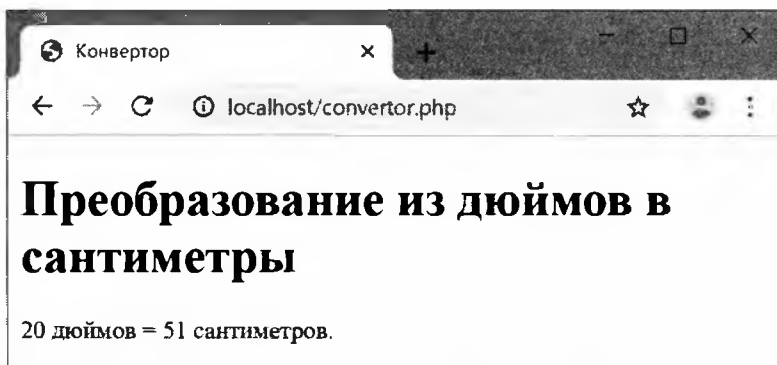 Конвертор
localhost/convertor.php
Преобразование из дюймов в
сантиметры
20 дюймов = 51 сантиметров.